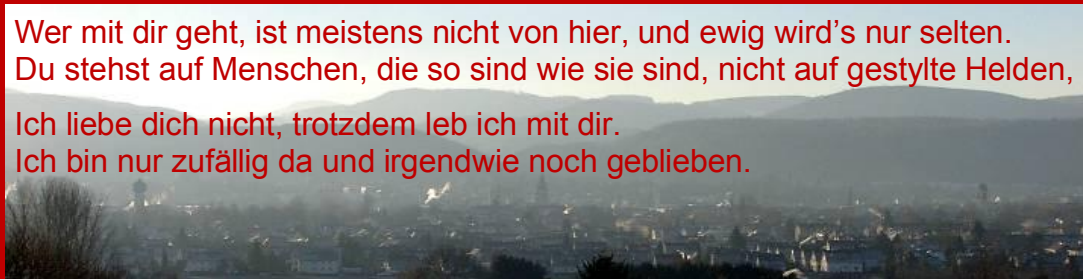 Wer mit dir geht, ist meistens nicht von hier, und ewig wird's nur selten.
Du stehst auf Menschen, die so sind wie sie sind, nicht auf gestylte Helden,
Ich liebe dich nicht, trotzdem leb ich mit dir.
Ich bin nur zufällig da und irgendwie noch geblieben.